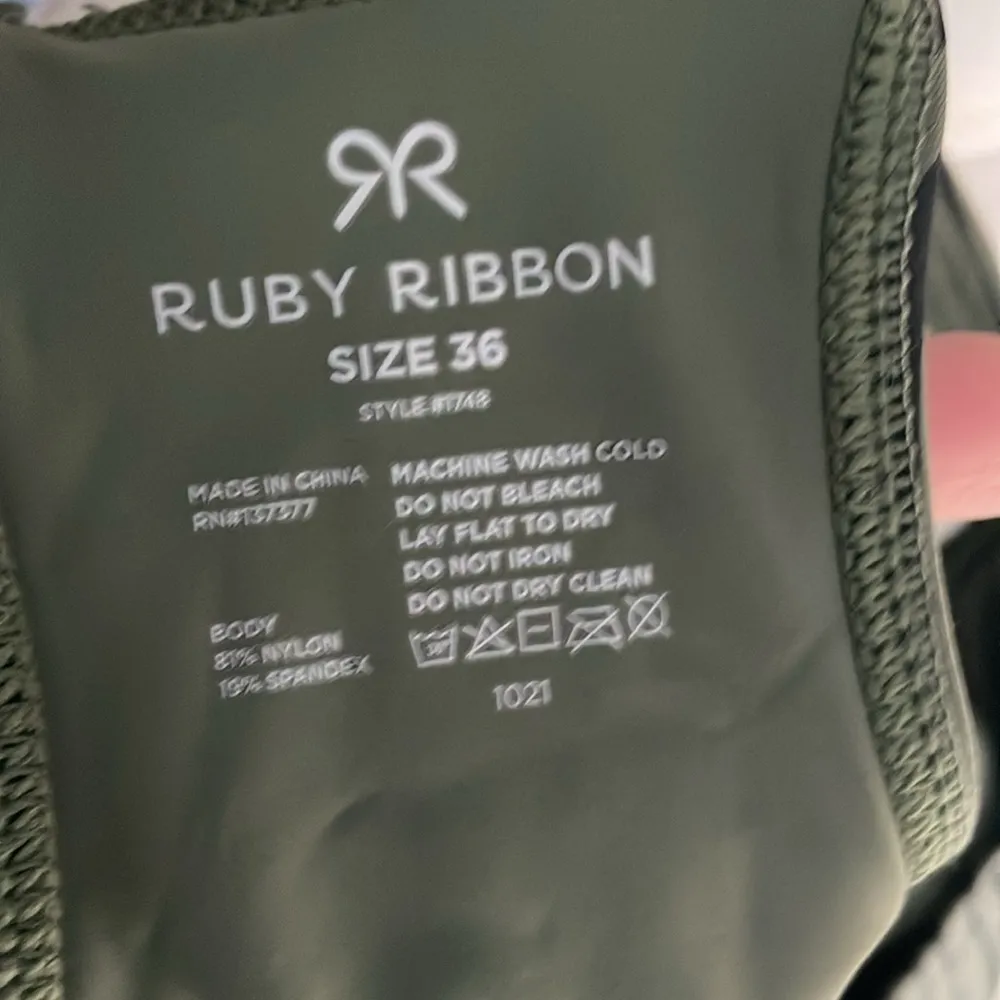 RUBY RIBBON
SIZE 36
STYLE #1748
MADE IN CHINA
RN#137377
MACHINE WASH COLD
DO NOT BLEACH
LAY FLAT TO DRY
DO NOT IRON
DO NOT DRY CLEAN
BODY
81% NYLON
19% SPANDEX
30°
1021